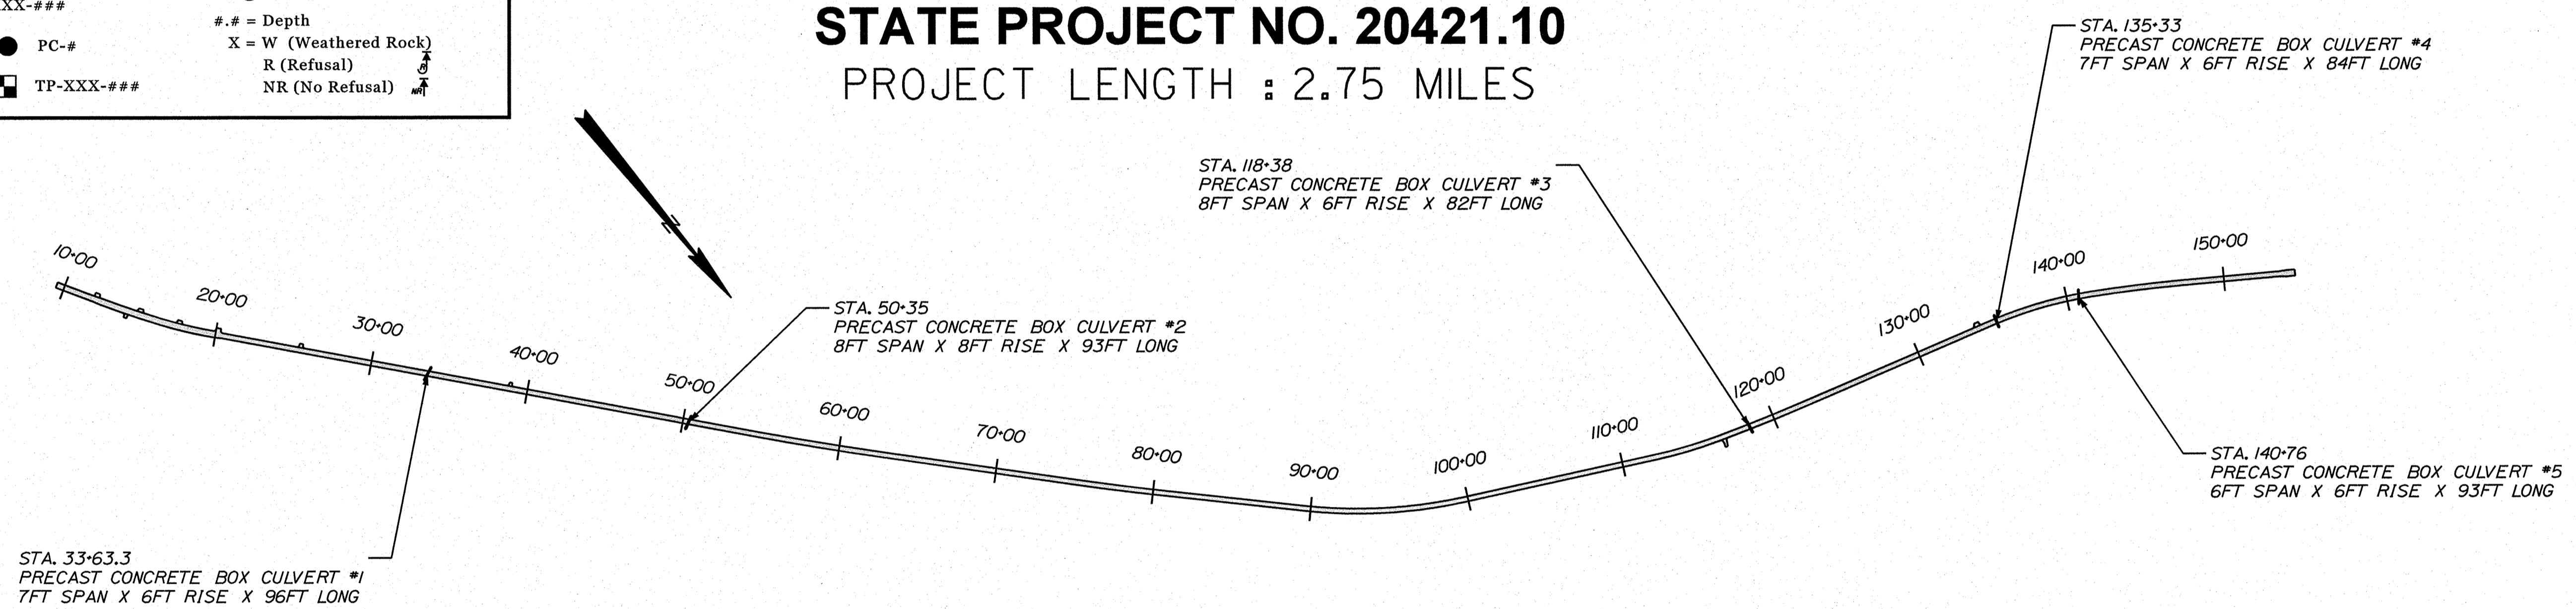 XX-###
PC-#
TP-XXX-###
#.# = Depth
X = W (Weathered Rock)
R (Refusal)
R
NR (No Refusal)
NR
STATE PROJECT NO. 20421.10
PROJECT LENGTH : 2.75 MILES
N
STA. 135+33
PRECAST CONCRETE BOX CULVERT #4
7FT SPAN X 6FT RISE X 84FT LONG
STA. 118+38
PRECAST CONCRETE BOX CULVERT #3
8FT SPAN X 6FT RISE X 82FT LONG
STA. 50+35
PRECAST CONCRETE BOX CULVERT #2
8FT SPAN X 8FT RISE X 93FT LONG
10+00
20+00
30+00
40+00
50+00
60+00
70+00
80+00
90+00
100+00
110+00
120+00
130+00
140+00
150+00
STA. 140+76
PRECAST CONCRETE BOX CULVERT #5
6FT SPAN X 6FT RISE X 93FT LONG
STA. 33+63.3
PRECAST CONCRETE BOX CULVERT #1
7FT SPAN X 6FT RISE X 96FT LONG